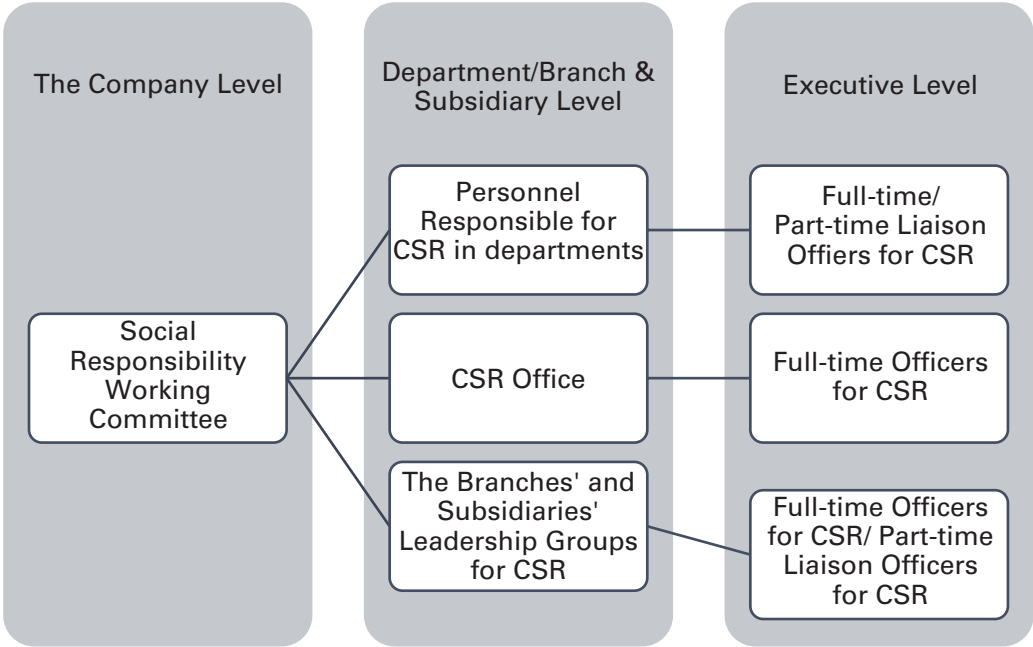 The Company Level
Department/Branch &
Subsidiary Level
Executive Level
Social
Responsibility
Working
Committee
Personnel
Responsible for
CSR in departments
CSR Office
The Branches' and
Subsidiaries'
Leadership Groups
for CSR
Full-time/
Part-time Liaison
Offiers for CSR
Full-time Officers
for CSR
Full-time Officers
for CSR/ Part-time
Liaison Officers
for CSR